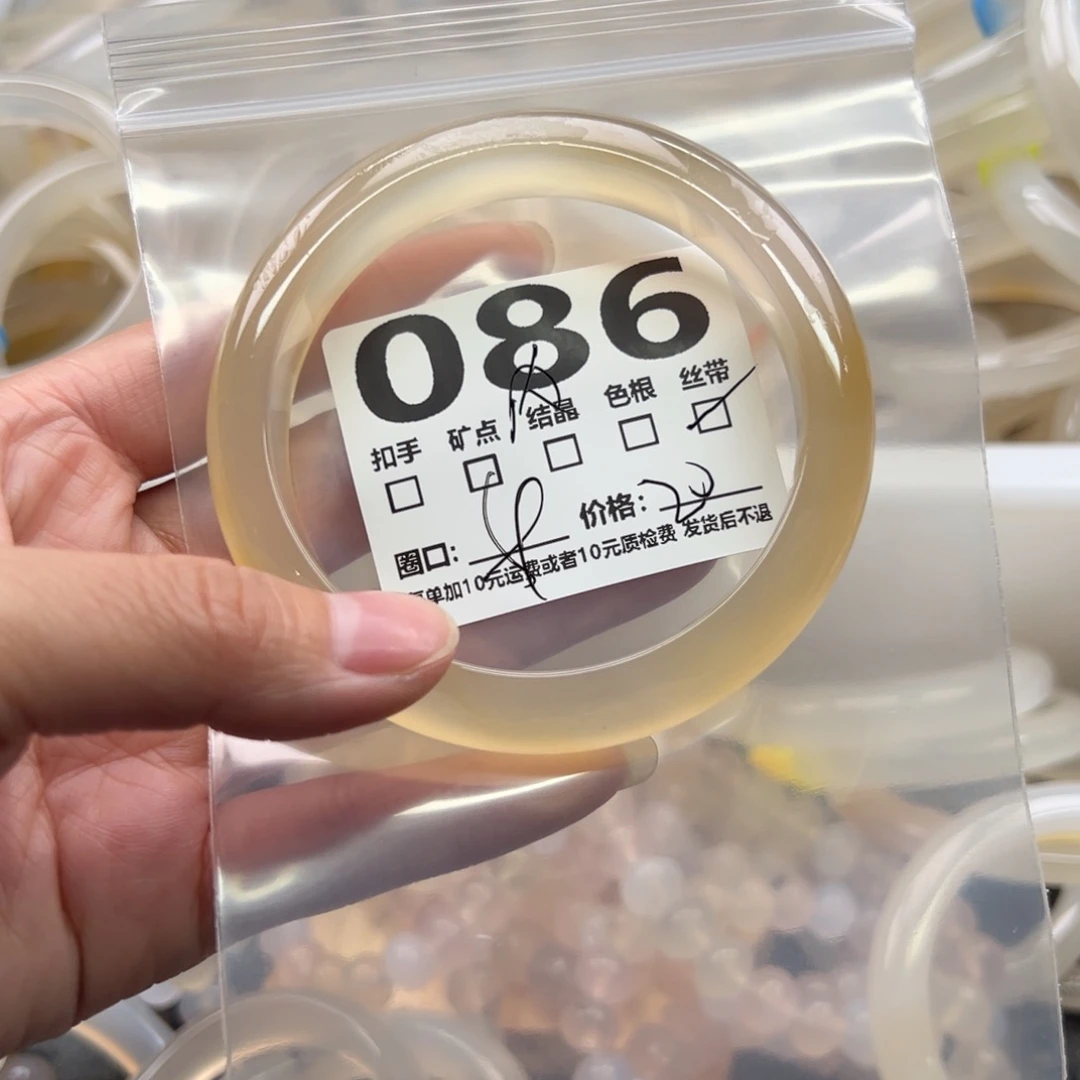 086
扣手 矿点 结晶 色根 丝带
圈口: 价格: 20
单加10元运费或者10元质检费 发货后不退